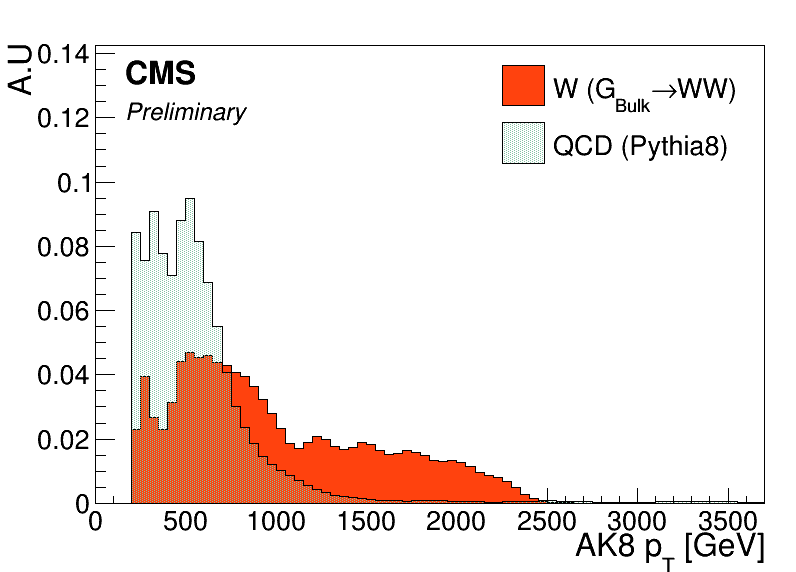 A.U
0.14
0.12
0.1
0.08
0.06
0.04
0.02
0
CMS
Preliminary
W (G_Bulk→WW)
QCD (Pythia8)
0 500 1000 1500 2000 2500 3000 3500
AK8 p_T [GeV]